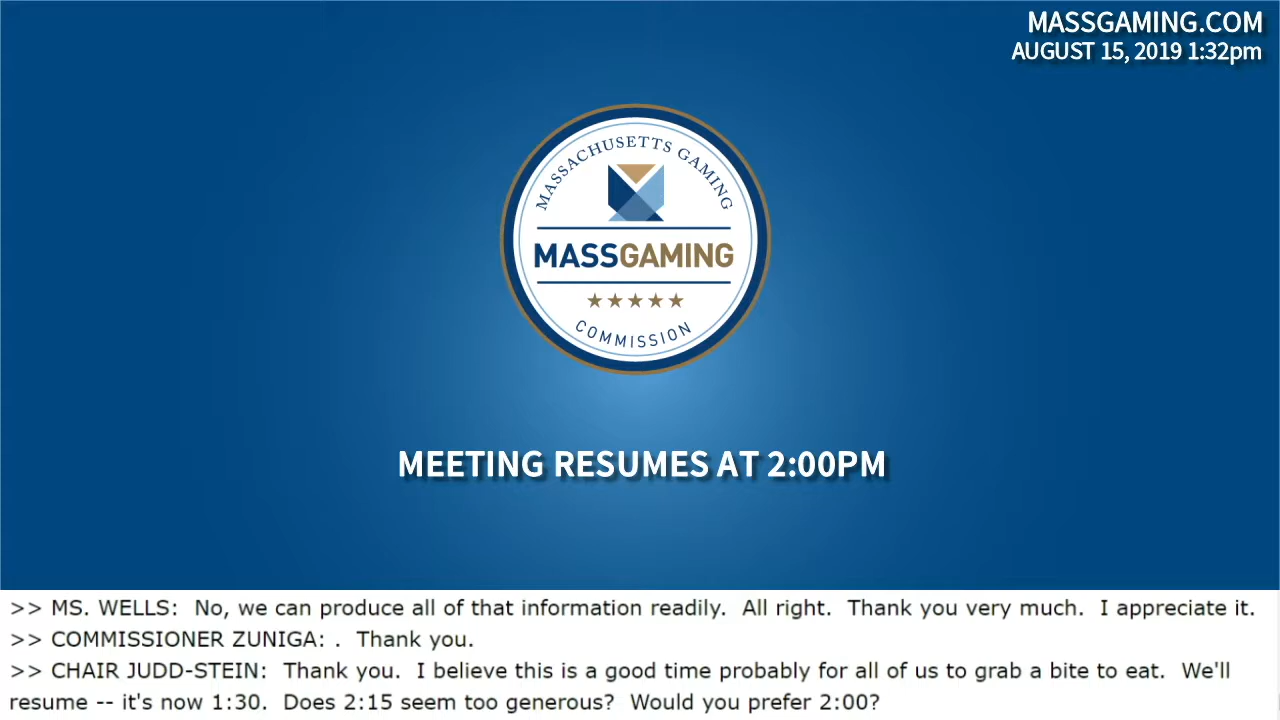 MASSGAMING.COM
AUGUST 15, 2019 1:32pm
MASSACHUSETTS GAMING
MASSGAMING
COMMISSION
MEETING RESUMES AT 2:00PM
>> MS. WELLS:  No, we can produce all of that information readily.  All right.  Thank you very much.  I appreciate it.
>> COMMISSIONER ZUNIGA: .  Thank you.
>> CHAIR JUDD-STEIN:  Thank you.  I believe this is a good time probably for all of us to grab a bite to eat.  We'll
resume -- it's now 1:30.  Does 2:15 seem too generous?  Would you prefer 2:00?